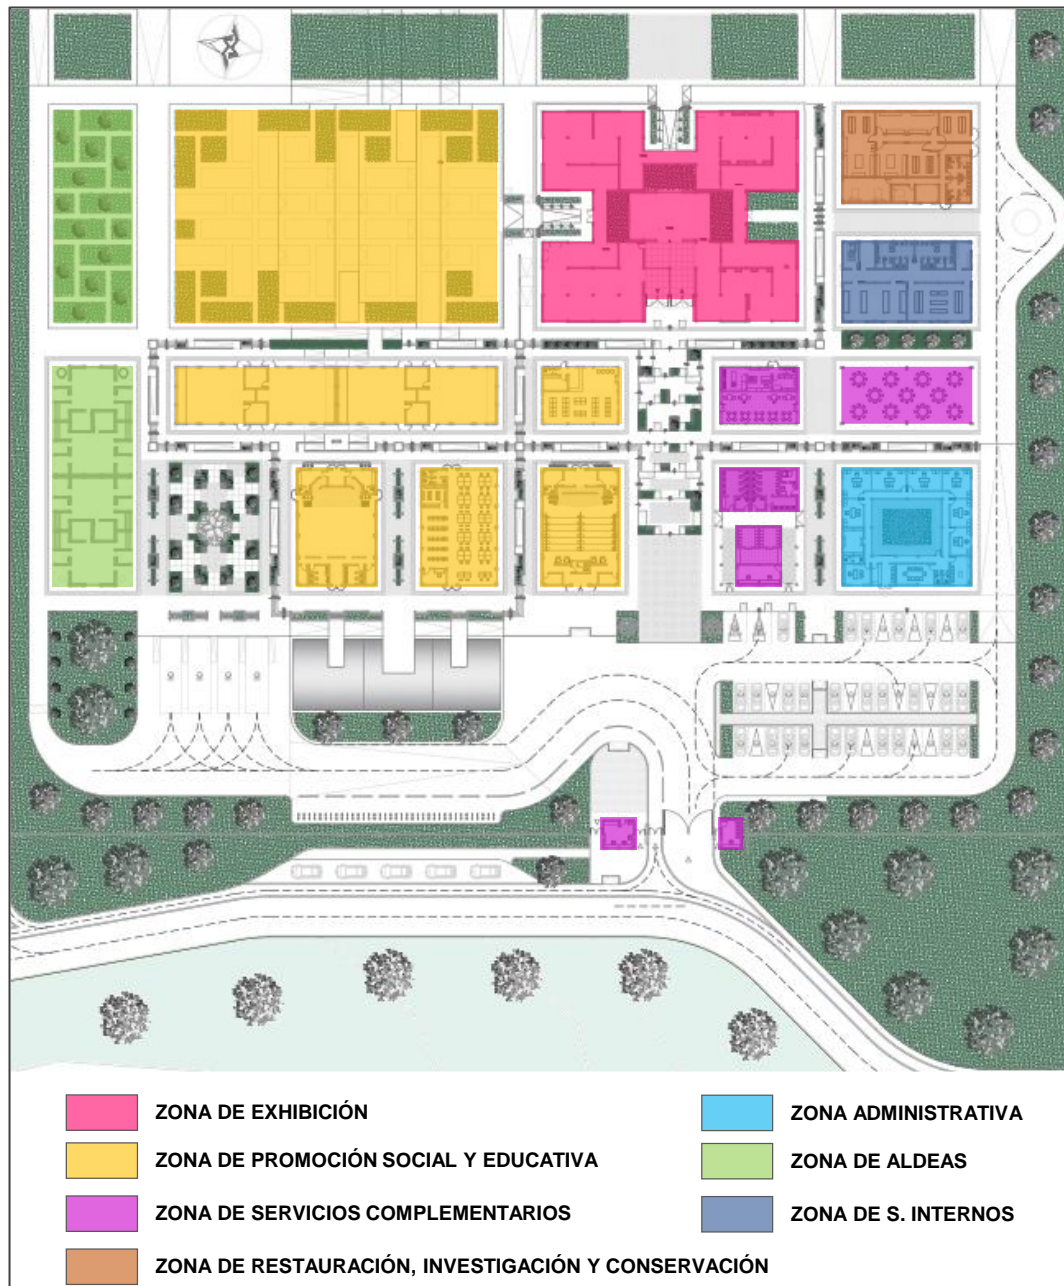 ZONA DE EXHIBICIÓN
ZONA ADMINISTRATIVA
ZONA DE PROMOCIÓN SOCIAL Y EDUCATIVA
ZONA DE ALDEAS
ZONA DE SERVICIOS COMPLEMENTARIOS
ZONA DE S. INTERNOS
ZONA DE RESTAURACIÓN, INVESTIGACIÓN Y CONSERVACIÓN